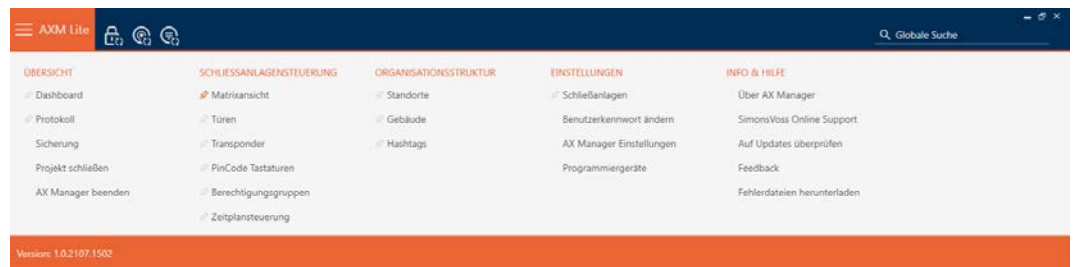 AXM Lite
Globale Suche
ÜBERSICHT
Dashboard
Protokoll
Sicherung
Projekt schließen
AX Manager beenden
SCHLIESSANLAGENSTEUERUNG
Matrixansicht
Türen
Transponder
PinCode Tastaturen
Berechtigungsgruppen
Zeitplansteuerung
ORGANISATIONSSTRUKTUR
Standorte
Gebäude
Hashtags
EINSTELLUNGEN
Schließanlagen
Benutzerkennwort ändern
AX Manager Einstellungen
Programmiergeräte
INFO & HILFE
Über AX Manager
SimonsVoss Online Support
Auf Updates überprüfen
Feedback
Fehlerdateien herunterladen
Version: 1.0.2107.1502